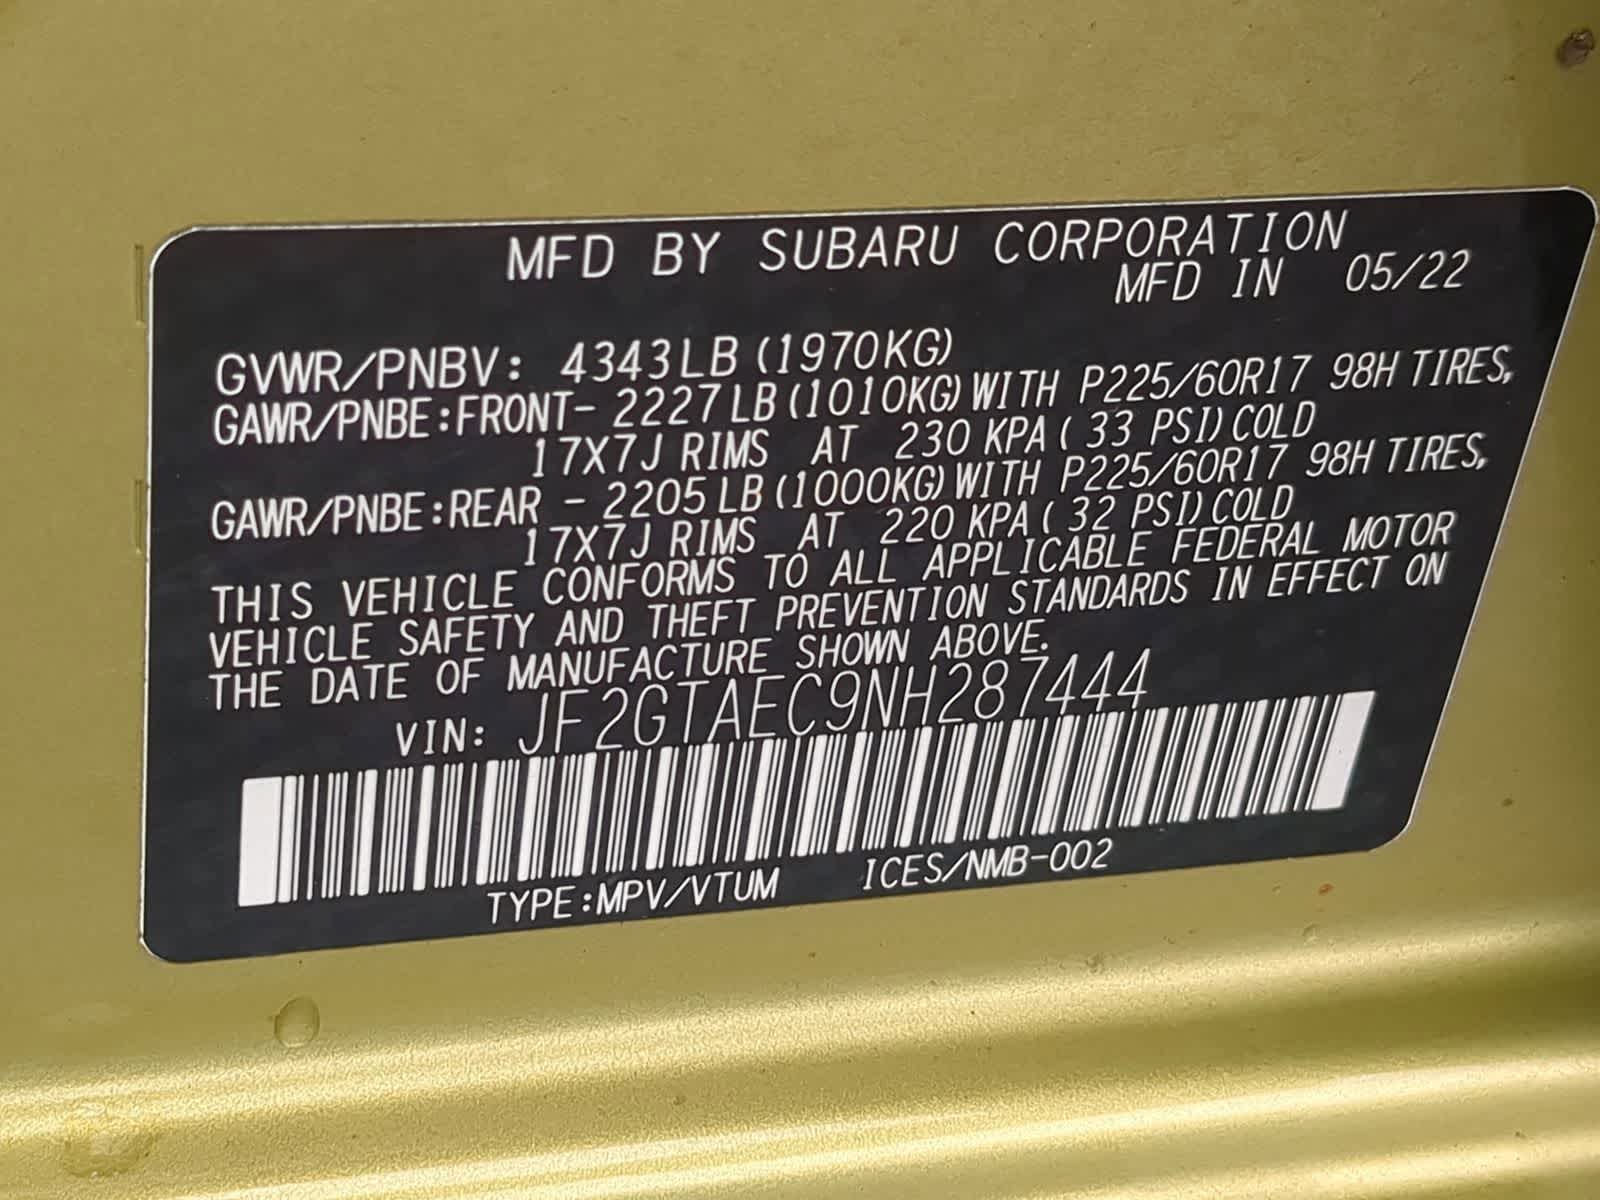 MFD BY SUBARU CORPORATION
MFD IN 05/22
GVWR/PNBV: 4343LB(1970KG)
GAWR/PNBE:FRONT- 2227LB(1010KG)WITH P225/60R17 98H TIRES,
17X7J RIMS AT 230 KPA( 33 PSI)COLD
GAWR/PNBE:REAR - 2205LB(1000KG)WITH P225/60R17 98H TIRES,
17X7J RIMS AT 220 KPA( 32 PSI)COLD
THIS VEHICLE CONFORMS TO ALL APPLICABLE FEDERAL MOTOR
VEHICLE SAFETY AND THEFT PREVENTION STANDARDS IN EFFECT ON
THE DATE OF MANUFACTURE SHOWN ABOVE.
VIN: JF2GTAEC9NH287444
TYPE:MPV/VTUM ICES/NMB-002